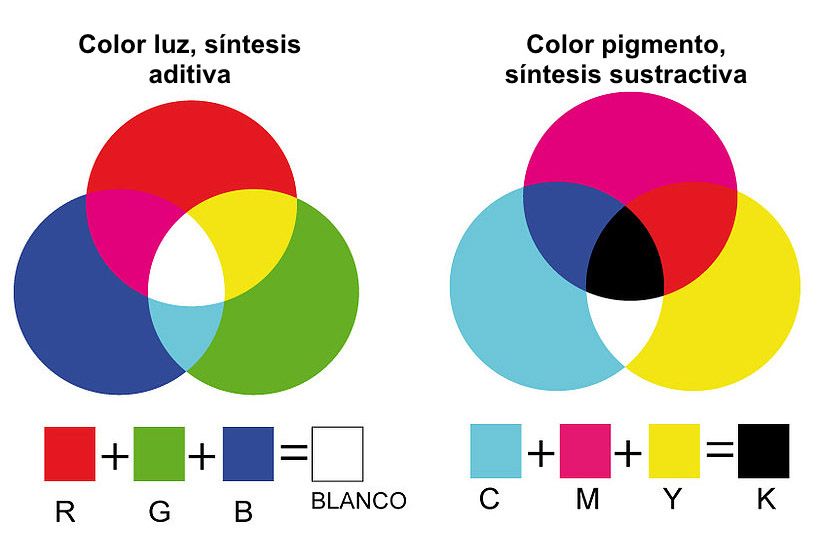 Color luz, síntesis
aditiva
Color pigmento,
síntesis sustractiva
+ + = BLANCO
R G B
+ + =
C M Y K